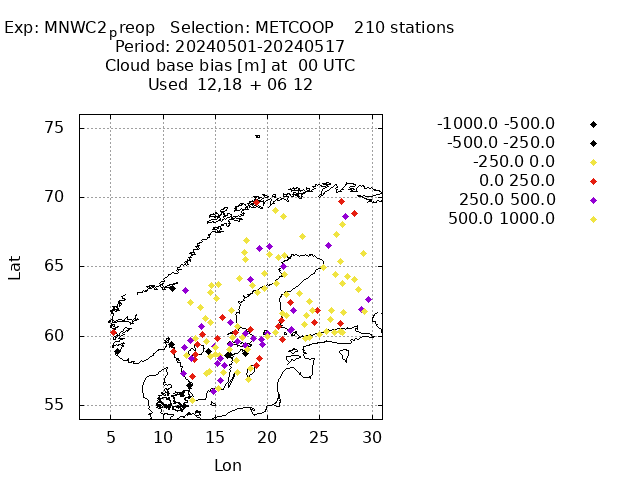 Exp: MNWC2preop   Selection: METCOOP    210 stations
Period: 20240501-20240517
Cloud base bias [m] at  00 UTC
Used  12,18 + 06 12
-1000.0 -500.0
-500.0 -250.0
-250.0 0.0
0.0 250.0
250.0 500.0
500.0 1000.0
75
70
65
60
55
Lat
5 10 15 20 25 30
Lon